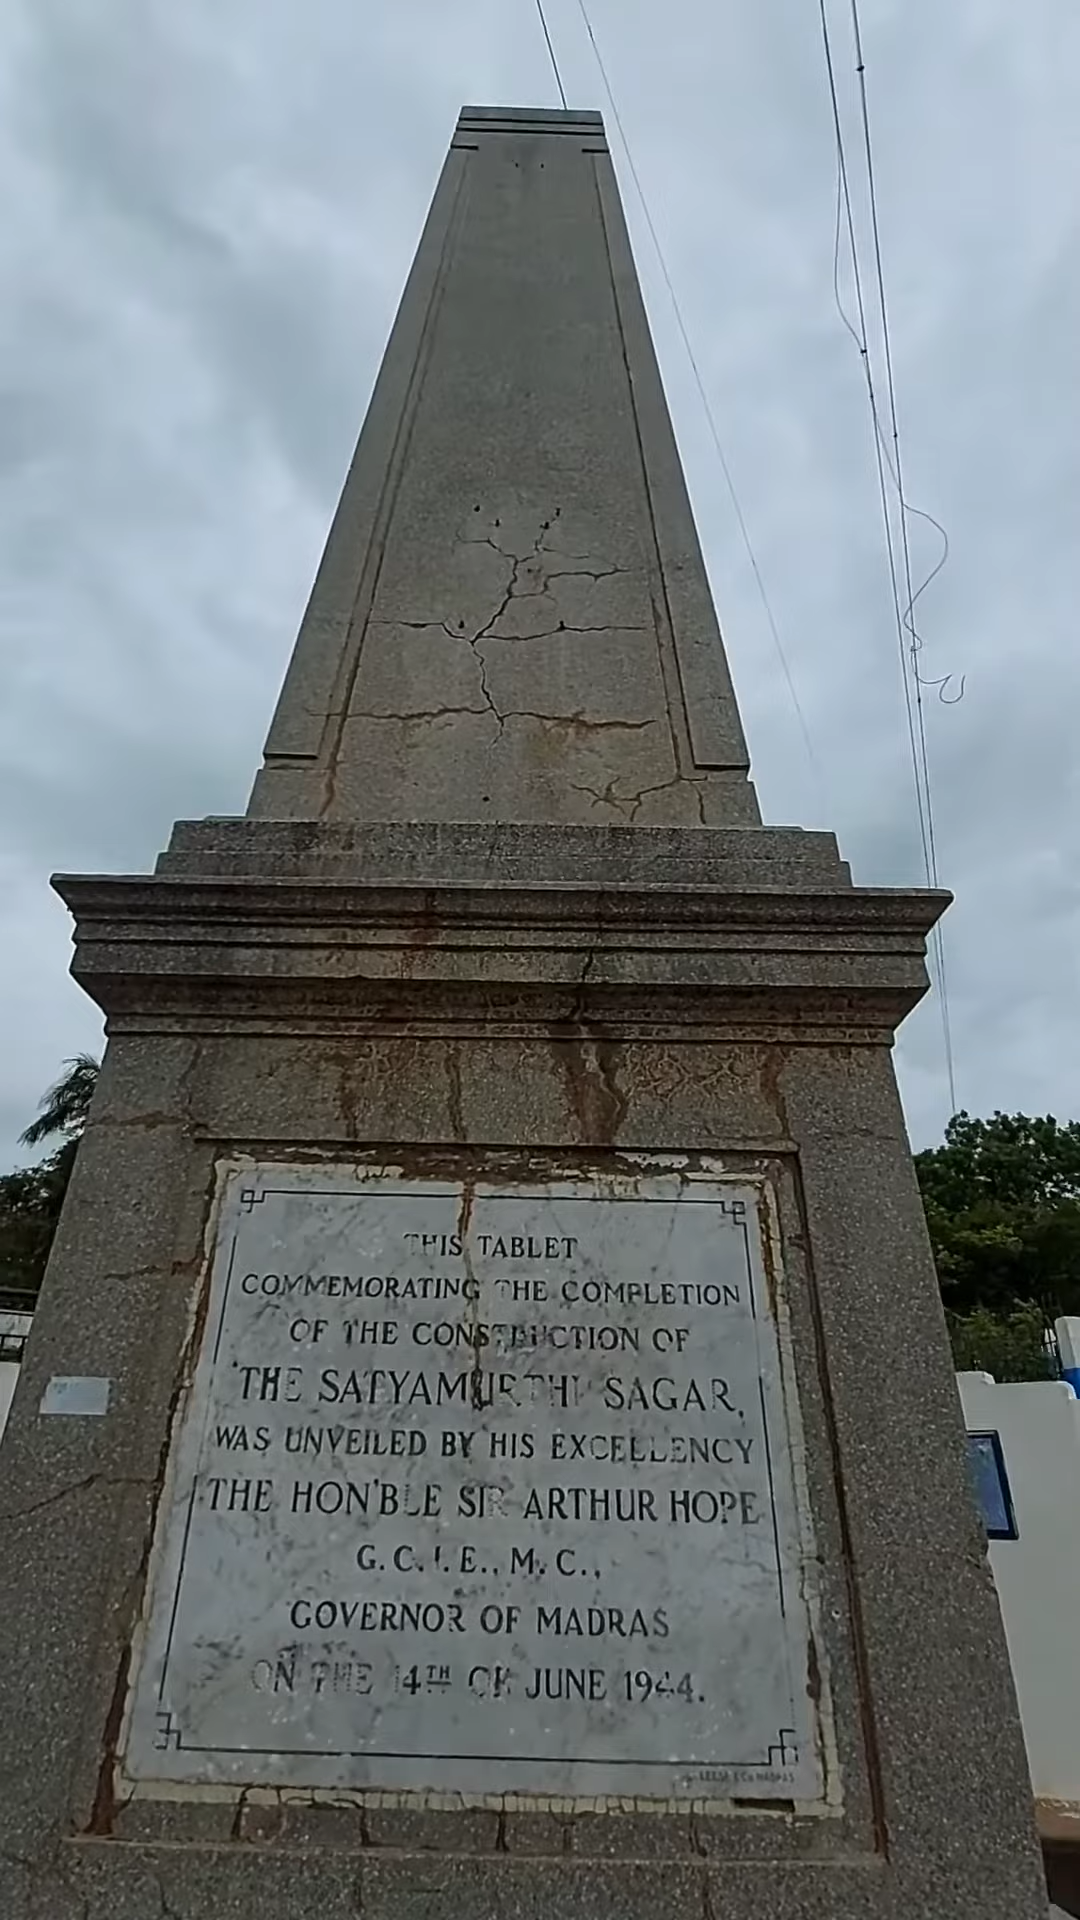 THIS TABLET
COMMEMORATING THE COMPLETION
OF THE CONSTRUCTION OF
THE SATYAMURTHI SAGAR,
WAS UNVEILED BY HIS EXCELLENCY
THE HON'BLE SIR ARTHUR HOPE
G.C.I.E., M.C.,
GOVERNOR OF MADRAS
ON THE 14TH OF JUNE 1944.
MADRAS